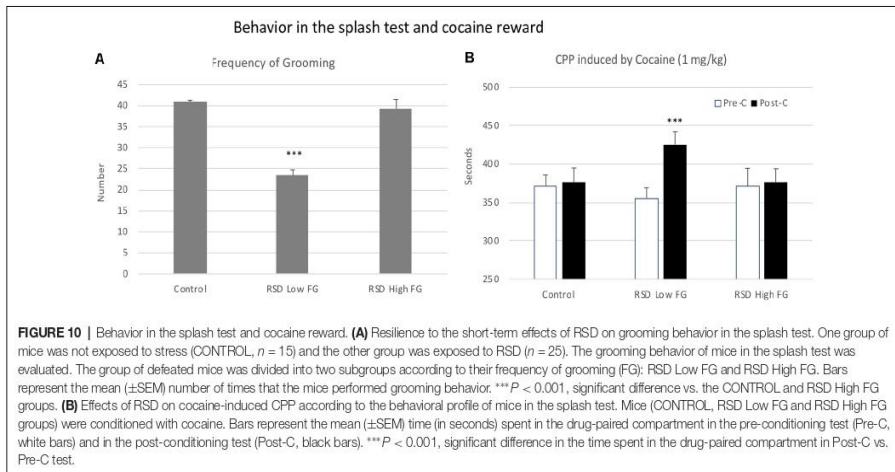 Behavior in the splash test and cocaine reward
A
Frequency of Grooming
45
40
35
30
25
20
15
10
5
0
Number
***
Control
RSD Low FG
RSD High FG
B
CPP induced by Cocaine (1 mg/kg)
500
450
400
350
300
250
Seconds
Pre-C
Post-C
***
Control
RSD Low FG
RSD High FG
FIGURE 10 | Behavior in the splash test and cocaine reward. (A) Resilience to the short-term effects of RSD on grooming behavior in the splash test. One group of
mice was not exposed to stress (CONTROL, n = 15) and the other group was exposed to RSD (n = 25). The grooming behavior of mice in the splash test was
evaluated. The group of defeated mice was divided into two subgroups according to their frequency of grooming (FG): RSD Low FG and RSD High FG. Bars
represent the mean (±SEM) number of times that the mice performed grooming behavior. ***P < 0.001, significant difference vs. the CONTROL and RSD High FG
groups. (B) Effects of RSD on cocaine-induced CPP according to the behavioral profile of mice in the splash test. Mice (CONTROL, RSD Low FG and RSD High FG
groups) were conditioned with cocaine. Bars represent the mean (±SEM) time (in seconds) spent in the drug-paired compartment in the pre-conditioning test (Pre-C,
white bars) and in the post-conditioning test (Post-C, black bars). ***P < 0.001, significant difference in the time spent in the drug-paired compartment in Post-C vs.
Pre-C test.